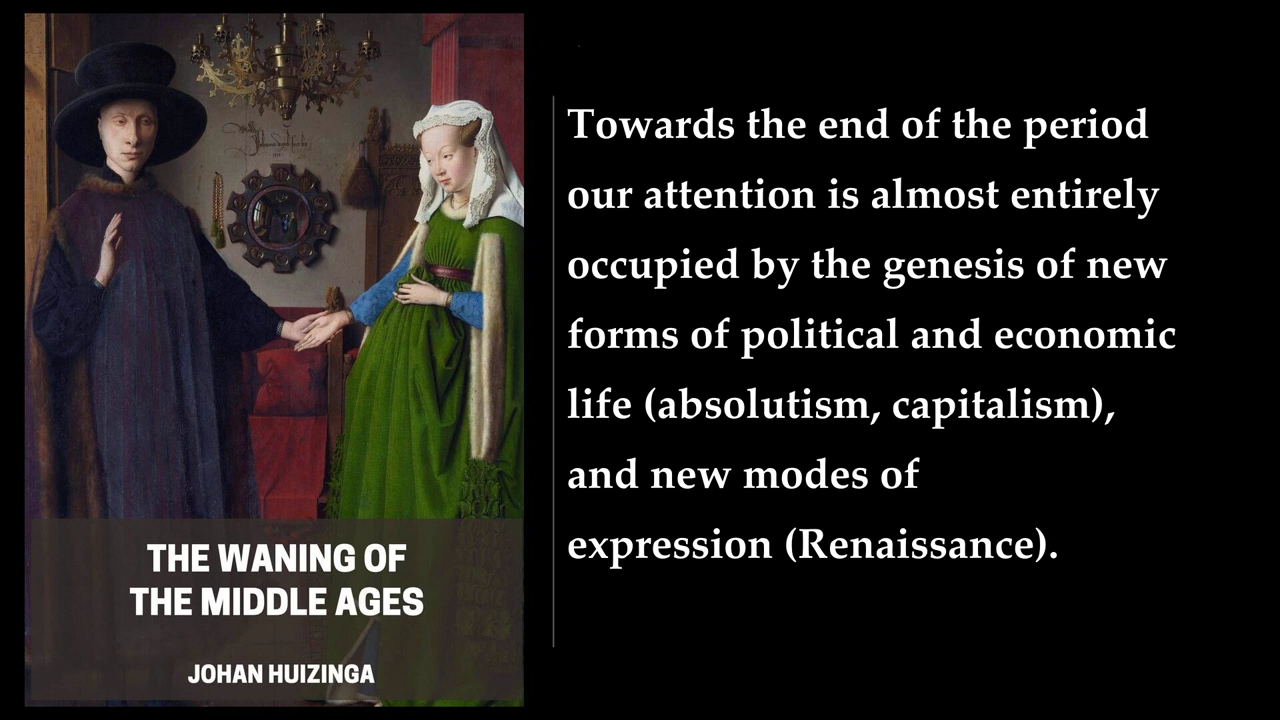 THE WANING OF
THE MIDDLE AGES
JOHAN HUIZINGA
Towards the end of the period
our attention is almost entirely
occupied by the genesis of new
forms of political and economic
life (absolutism, capitalism),
and new modes of
expression (Renaissance).